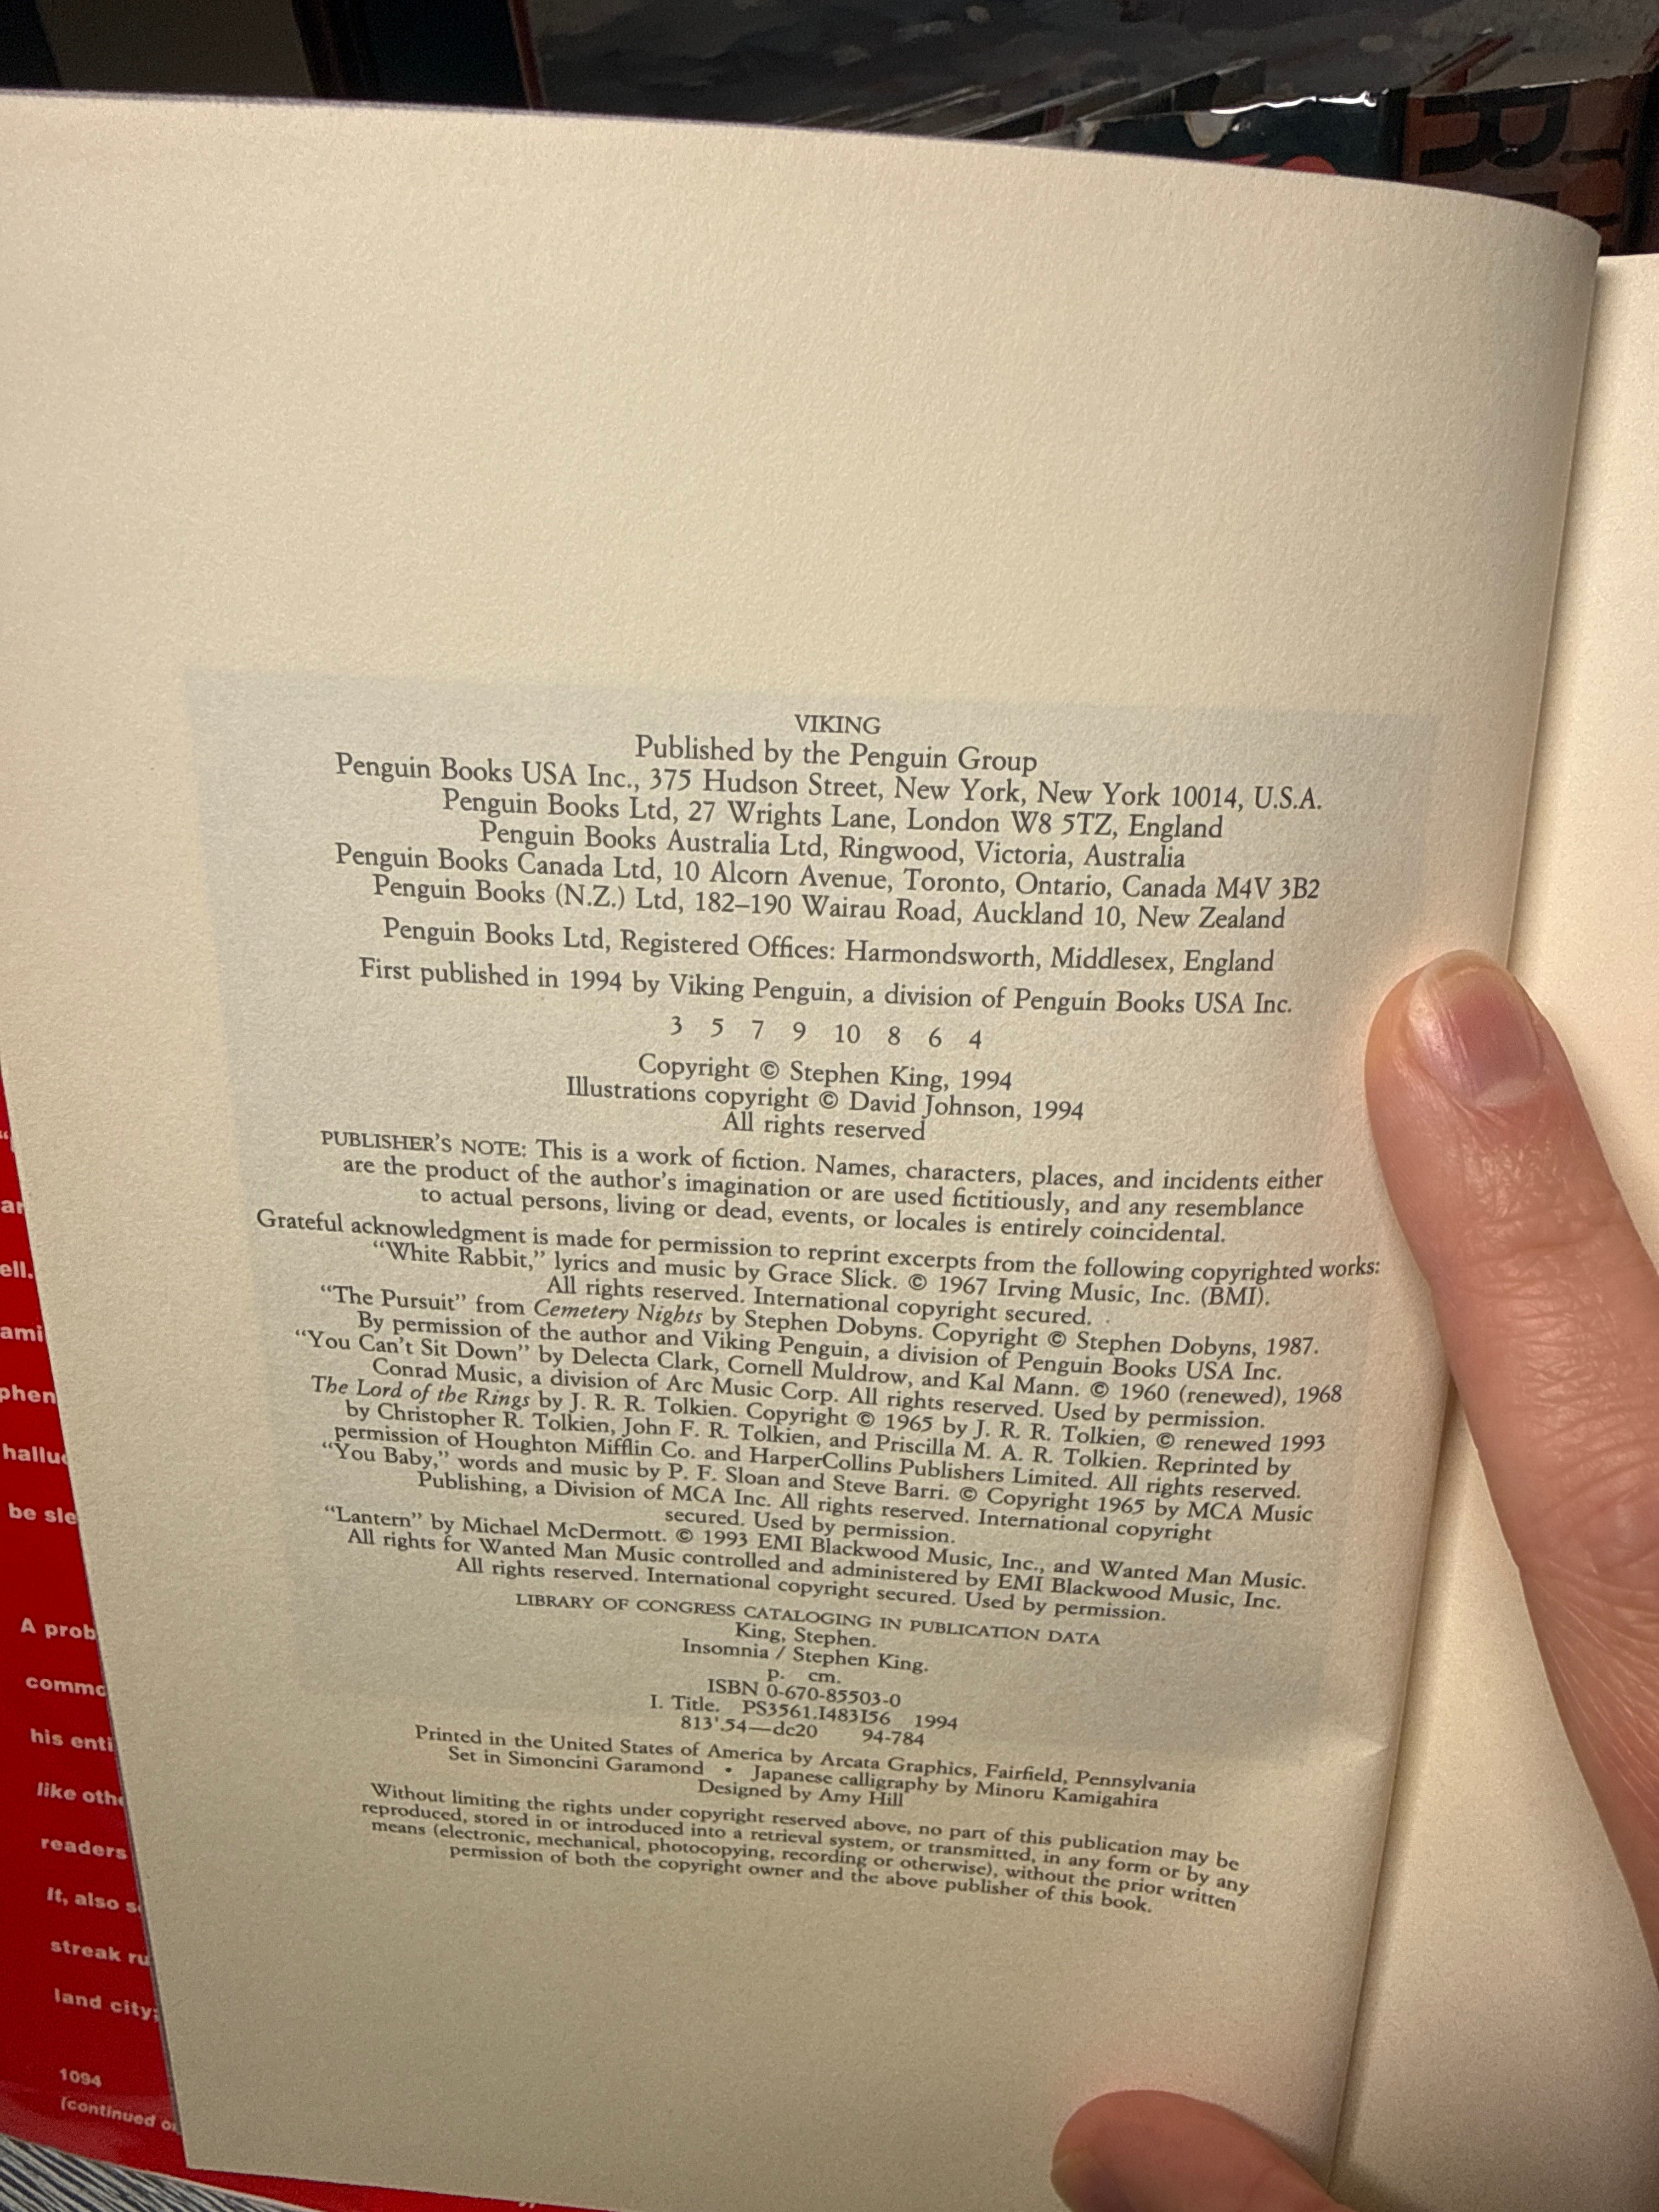 VIKING
Published by the Penguin Group
Penguin Books USA Inc., 375 Hudson Street, New York, New York 10014, U.S.A.
Penguin Books Ltd, 27 Wrights Lane, London W8 5TZ, England
Penguin Books Australia Ltd, Ringwood, Victoria, Australia
Penguin Books Canada Ltd, 10 Alcorn Avenue, Toronto, Ontario, Canada M4V 3B2
Penguin Books (N.Z.) Ltd, 182–190 Wairau Road, Auckland 10, New Zealand
Penguin Books Ltd, Registered Offices: Harmondsworth, Middlesex, England
First published in 1994 by Viking Penguin, a division of Penguin Books USA Inc.
3 5 7 9 10 8 6 4
Copyright © Stephen King, 1994
Illustrations copyright © David Johnson, 1994
All rights reserved
PUBLISHER'S NOTE: This is a work of fiction. Names, characters, places, and incidents either
are the product of the author's imagination or are used fictitiously, and any resemblance
to actual persons, living or dead, events, or locales is entirely coincidental.
Grateful acknowledgment is made for permission to reprint excerpts from the following copyrighted works:
“White Rabbit,” lyrics and music by Grace Slick. © 1967 Irving Music, Inc. (BMI).
All rights reserved. International copyright secured.
“The Pursuit” from Cemetery Nights by Stephen Dobyns. Copyright © Stephen Dobyns, 1987.
By permission of the author and Viking Penguin, a division of Penguin Books USA Inc.
“You Can't Sit Down” by Delecta Clark, Cornell Muldrow, and Kal Mann. © 1960 (renewed), 1968
Conrad Music, a division of Arc Music Corp. All rights reserved. Used by permission.
The Lord of the Rings by J. R. R. Tolkien. Copyright © 1965 by J. R. R. Tolkien, © renewed 1993
by Christopher R. Tolkien, John F. R. Tolkien, and Priscilla M. A. R. Tolkien. Reprinted by
permission of Houghton Mifflin Co. and HarperCollins Publishers Limited. All rights reserved.
“You Baby,” words and music by P. F. Sloan and Steve Barri. © Copyright 1965 by MCA Music
Publishing, a Division of MCA Inc. All rights reserved. International copyright
secured. Used by permission.
“Lantern” by Michael McDermott. © 1993 EMI Blackwood Music, Inc., and Wanted Man Music.
All rights for Wanted Man Music controlled and administered by EMI Blackwood Music, Inc.
All rights reserved. International copyright secured. Used by permission.
LIBRARY OF CONGRESS CATALOGING IN PUBLICATION DATA
King, Stephen.
Insomnia / Stephen King.
p. cm.
ISBN 0-670-85503-0
I. Title. PS3561.I483I56 1994
813'.54—dc20 94-784
Printed in the United States of America by Arcata Graphics, Fairfield, Pennsylvania
Set in Simoncini Garamond • Japanese calligraphy by Minoru Kamigahira
Designed by Amy Hill
Without limiting the rights under copyright reserved above, no part of this publication may be
reproduced, stored in or introduced into a retrieval system, or transmitted, in any form or by any
means (electronic, mechanical, photocopying, recording or otherwise), without the prior written
permission of both the copyright owner and the above publisher of this book.
ell.
ami
phen
be sle
A prob
his enti
like oth
readers
It, also s
streak ru
land city;
1094
(continued o